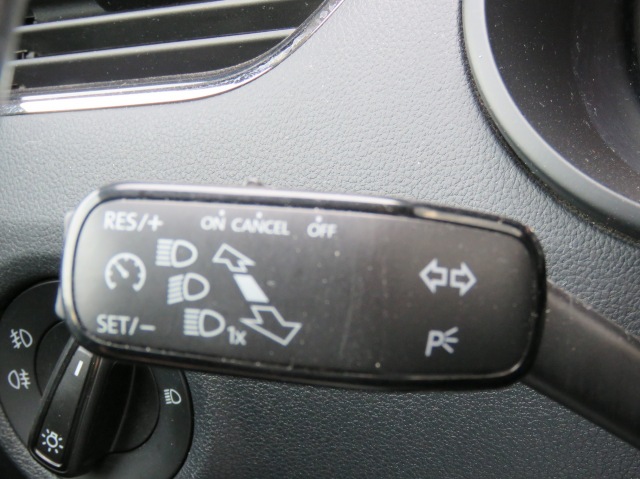 RES/+ ON CANCEL OFF
1x
SET/-
P